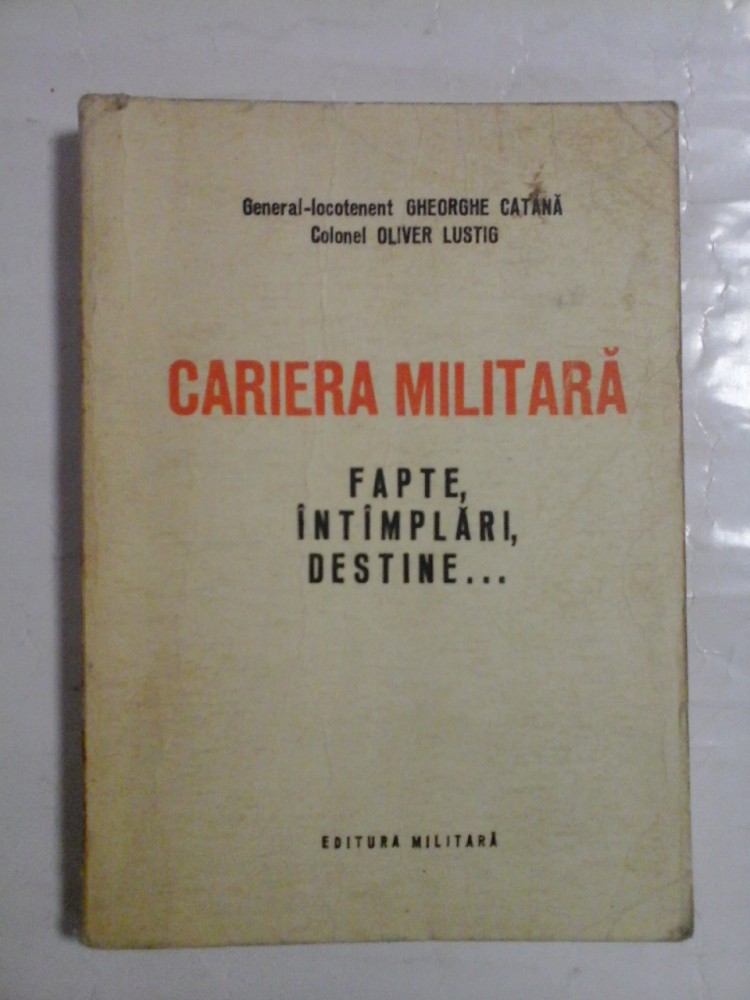 General-locotenent GHEORGHE CATANĂ
Colonel OLIVER LUSTIG
CARIERA MILITARĂ
FAPTE,
ÎNTÎMPLĂRI,
DESTINE...
EDITURA MILITARĂ